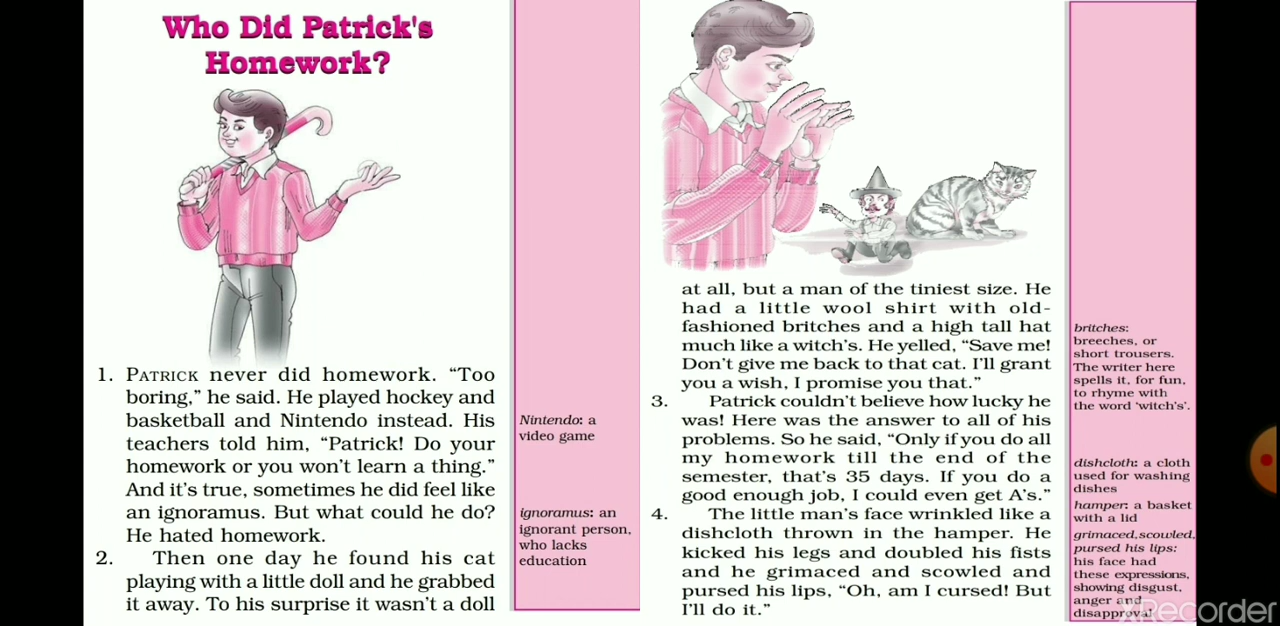 Who Did Patrick's
Homework?
1. PATRICK never did homework. “Too
boring,” he said. He played hockey and
basketball and Nintendo instead. His
teachers told him, “Patrick! Do your
homework or you won’t learn a thing.”
And it’s true, sometimes he did feel like
an ignoramus. But what could he do?
He hated homework.
2. Then one day he found his cat
playing with a little doll and he grabbed
it away. To his surprise it wasn’t a doll
Nintendo: a
video game
ignoramus: an
ignorant person,
who lacks
education
at all, but a man of the tiniest size. He
had a little wool shirt with old-
fashioned britches and a high tall hat
much like a witch’s. He yelled, “Save me!
Don’t give me back to that cat. I’ll grant
you a wish, I promise you that.”
3. Patrick couldn’t believe how lucky he
was! Here was the answer to all of his
problems. So he said, “Only if you do all
my homework till the end of the
semester, that’s 35 days. If you do a
good enough job, I could even get A’s.”
4. The little man’s face wrinkled like a
dishcloth thrown in the hamper. He
kicked his legs and doubled his fists
and he grimaced and scowled and
pursed his lips, “Oh, am I cursed! But
I’ll do it.”
britches:
breeches, or
short trousers.
The writer here
spells it, for fun,
to rhyme with
the word ‘witch’s’.
dishcloth: a cloth
used for washing
dishes
hamper: a basket
with a lid
grimaced, scowled,
pursed his lips:
his face had
these expressions,
showing disgust,
anger and
disapproval
XRecorder